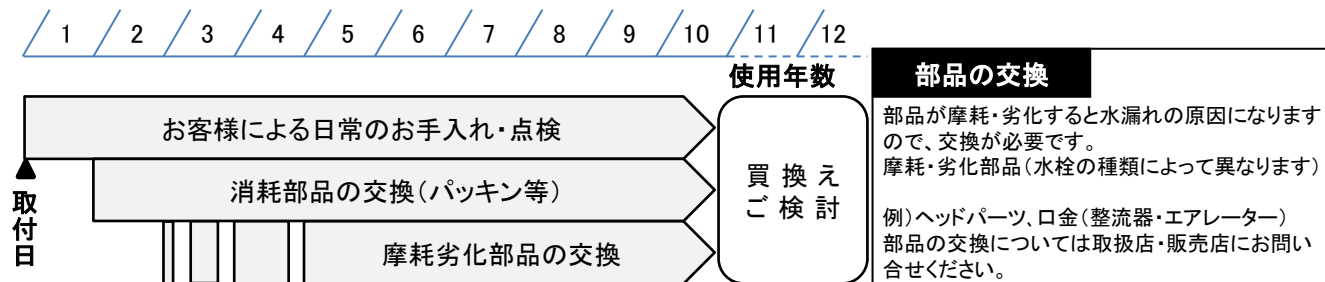 1 2 3 4 5 6 7 8 9 10 11 12
使用年数
お客様による日常のお手入れ・点検
消耗部品の交換(パッキン等)
摩耗劣化部品の交換
取付日
買換え
ご検討
部品の交換
部品が摩耗・劣化すると水漏れの原因になります
ので、交換が必要です。
摩耗・劣化部品(水栓の種類によって異なります)
例)ヘッドパーツ、口金(整流器・エアレーター)
部品の交換については取扱店・販売店にお問い
合せください。